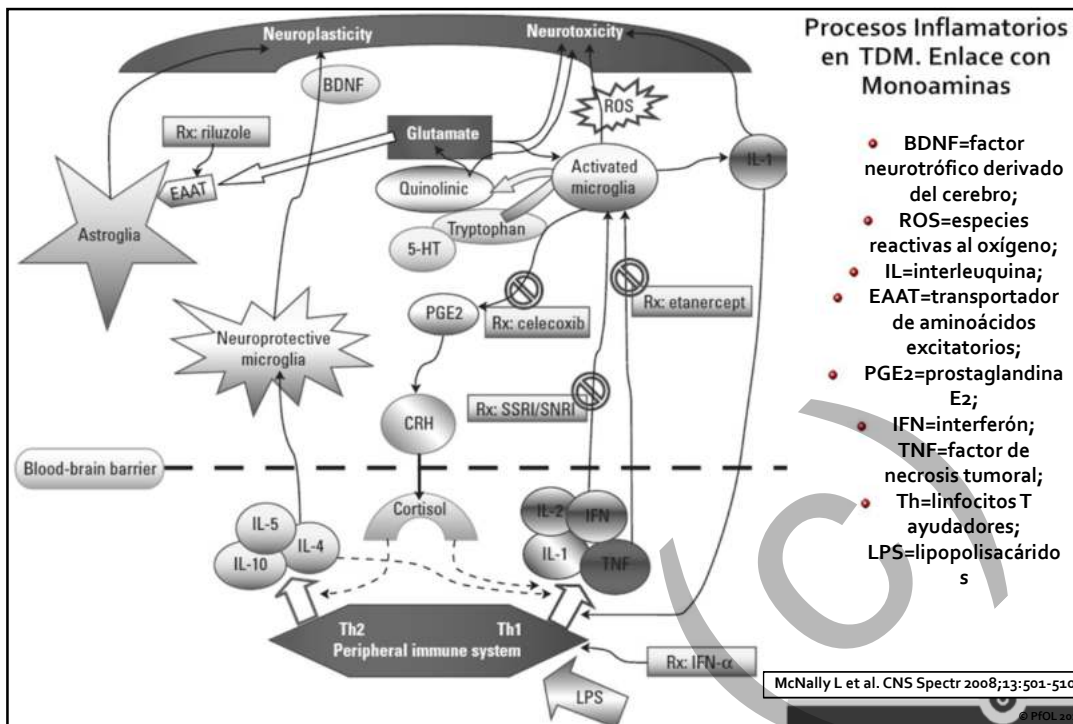 Neuroplasticity
Neurotoxicity
BDNF
ROS
Rx: riluzole
Glutamate
EAAT
Quinolinic
Activated
microglia
IL-1
Astroglia
Tryptophan
5-HT
PGE2
Rx: celecoxib
Rx: etanercept
Neuroprotective
microglia
CRH
Rx: SSRI/SNRI
Blood-brain barrier
Cortisol
IL-5
IL-4
IL-10
IL-2
IFN
IL-1
TNF
Th2
Th1
Peripheral immune system
Rx: IFN-α
LPS
Procesos Inflamatorios
en TDM. Enlace con
Monoaminas
BDNF=factor
neurotrófico derivado
del cerebro;
ROS=especies
reactivas al oxígeno;
IL=interleuquina;
EAAT=transportador
de aminoácidos
excitatorios;
PGE2=prostaglandina
E2;
IFN=interferón;
TNF=factor de
necrosis tumoral;
Th=linfocitos T
ayudadores;
LPS=lipopolisacárido
s
(c)
McNally L et al. CNS Spectr 2008;13:501-510
© PfOL